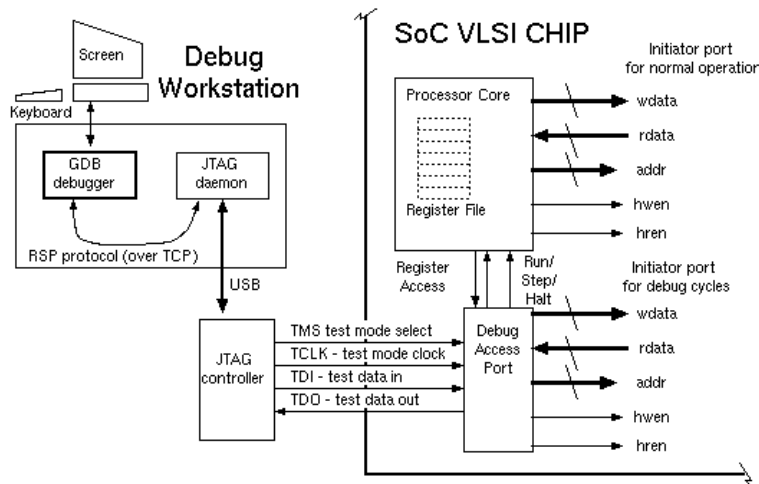 Screen
Debug
Workstation
Keyboard
GDB
debugger
JTAG
daemon
RSP protocol (over TCP)
USB
JTAG
controller
TMS test mode select
TCLK - test mode clock
TDI - test data in
TDO - test data out
SoC VLSI CHIP
Processor Core
Register File
Register
Access
Run/
Step/
Halt
Debug
Access
Port
Initiator port
for normal operation
wdata
rdata
addr
hwen
hren
Initiator port
for debug cycles
wdata
rdata
addr
hwen
hren